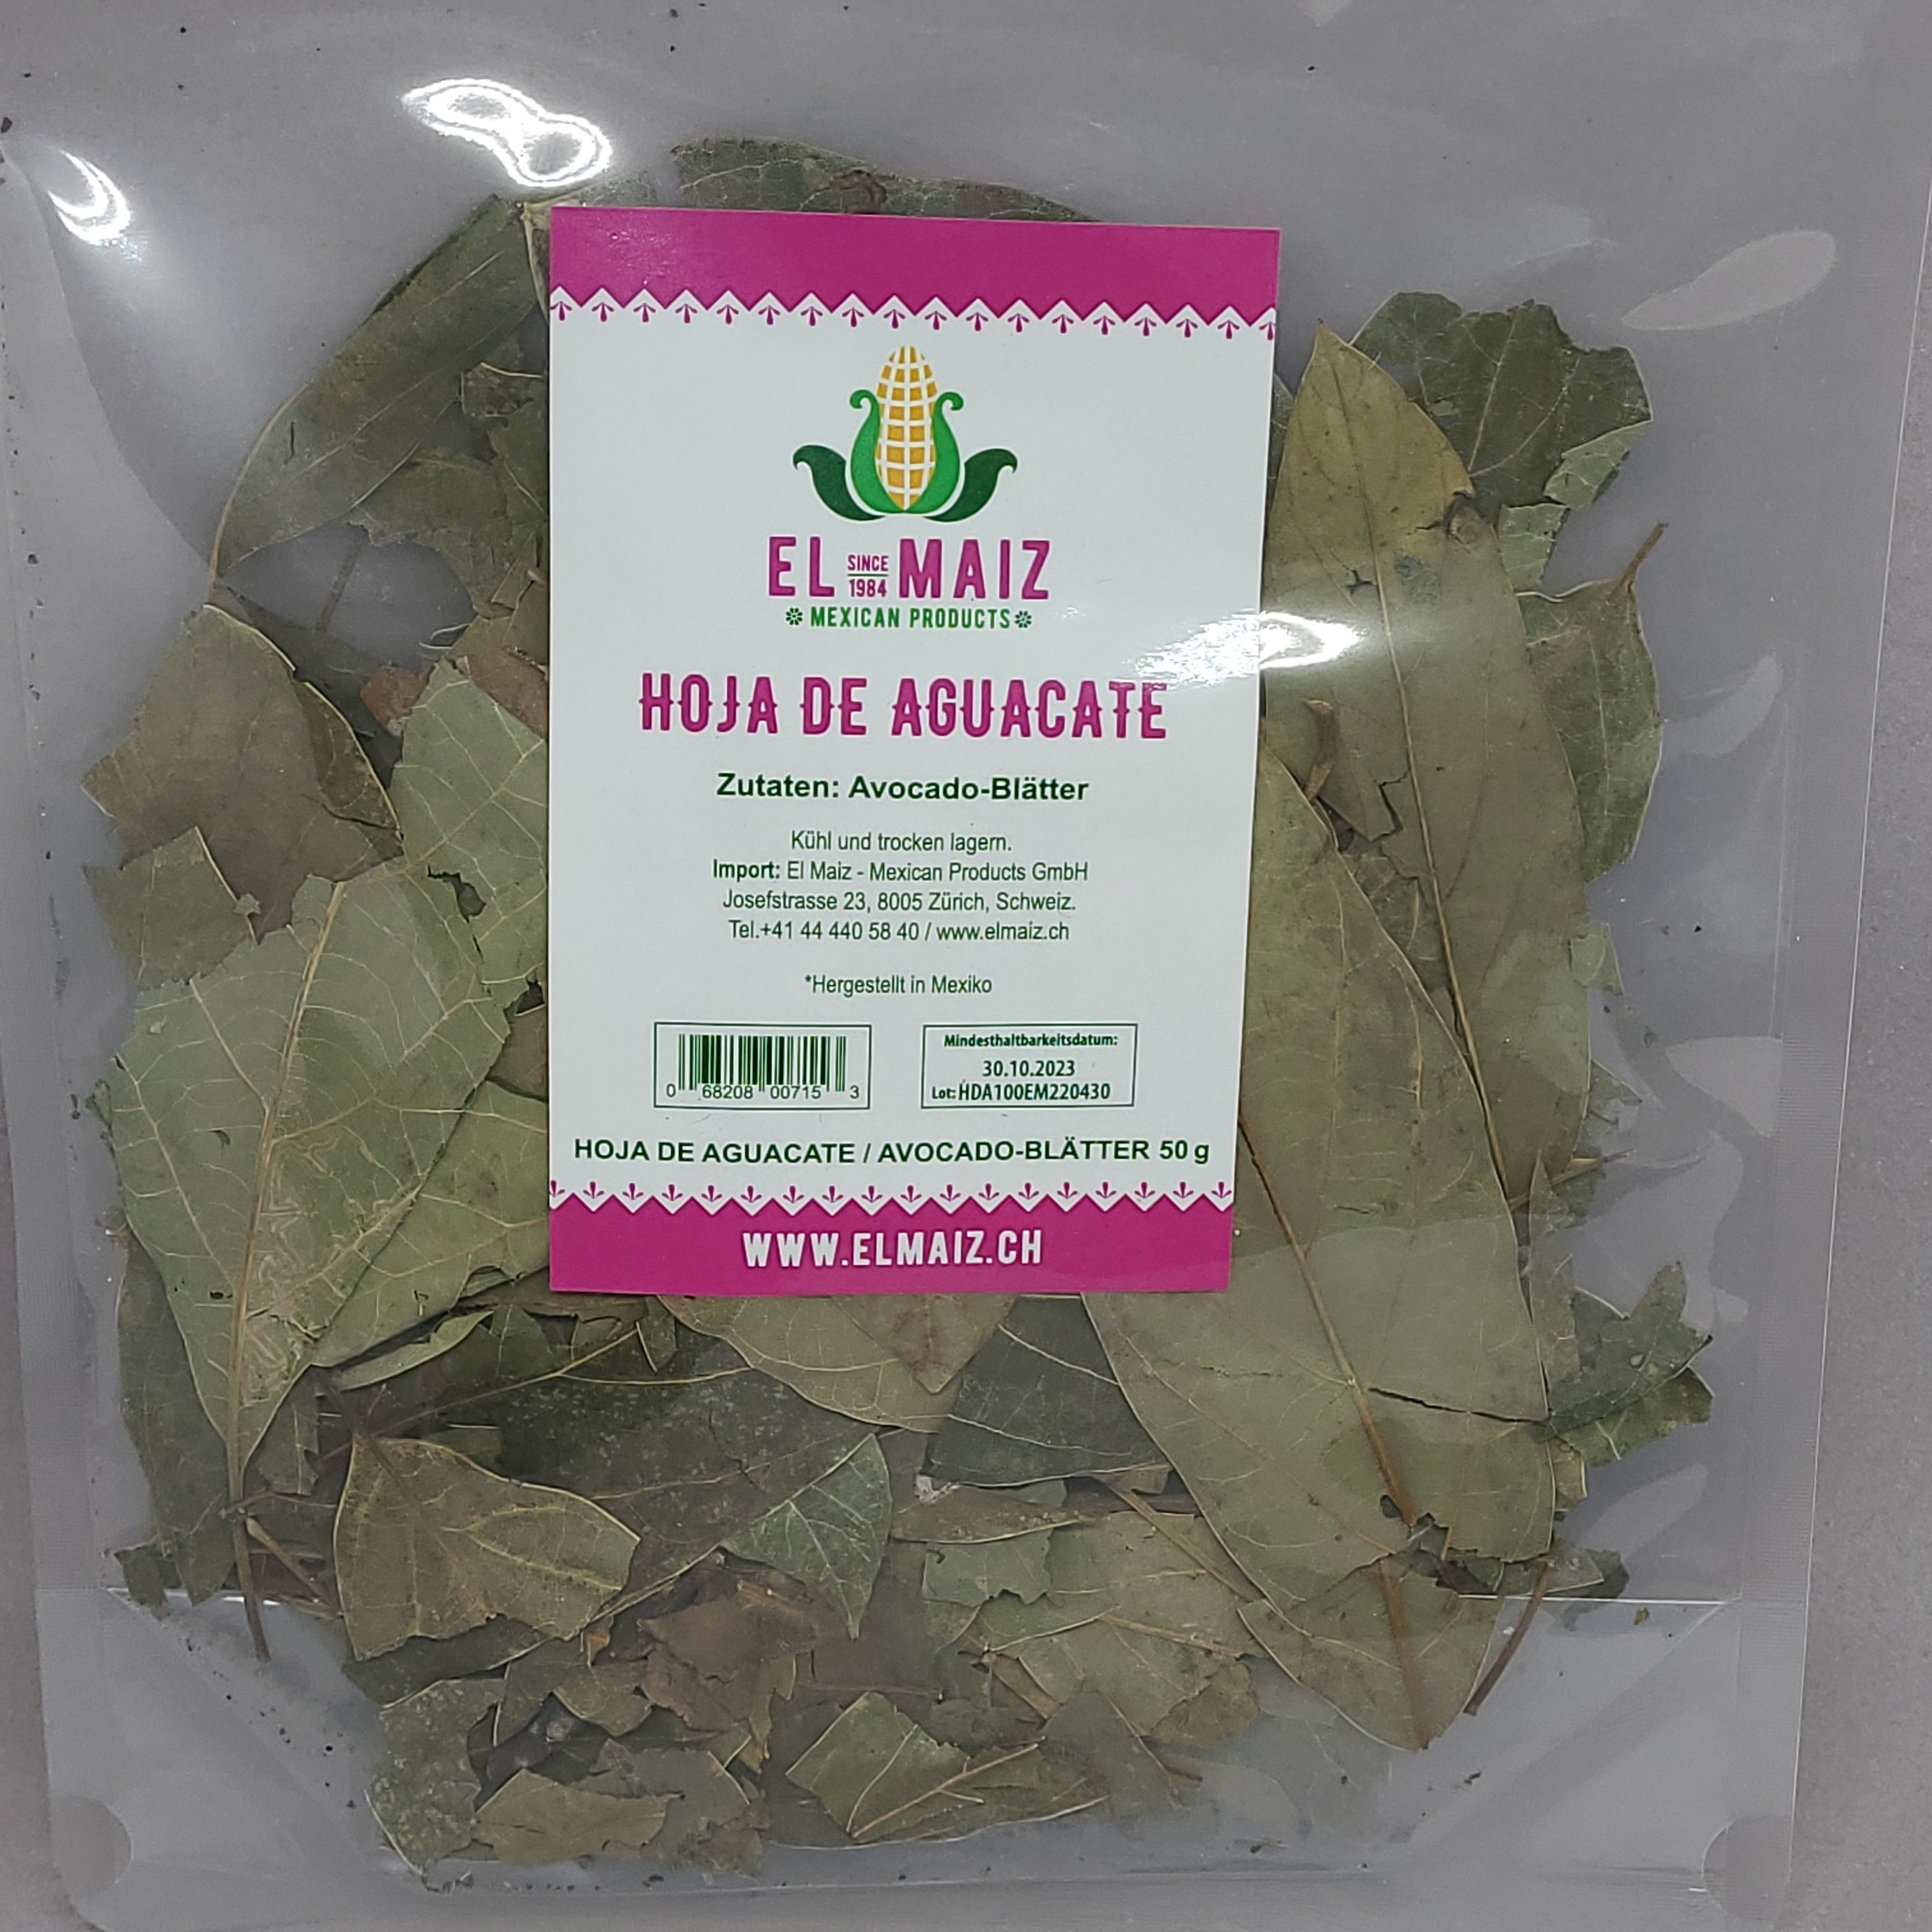 EL SINCE 1984 MAIZ
MEXICAN PRODUCTS
HOJA DE AGUACATE
Zutaten: Avocado-Blätter
Kühl und trocken lagern.
Import: El Maiz - Mexican Products GmbH
Josefstrasse 23, 8005 Zürich, Schweiz.
Tel.+41 44 440 58 40 / www.elmaiz.ch
*Hergestellt in Mexiko
0 68208 00715 3
Mindesthaltbarkeitsdatum:
30.10.2023
Lot: HDA100EM220430
HOJA DE AGUACATE / AVOCADO-BLÄTTER 50 g
WWW.ELMAIZ.CH